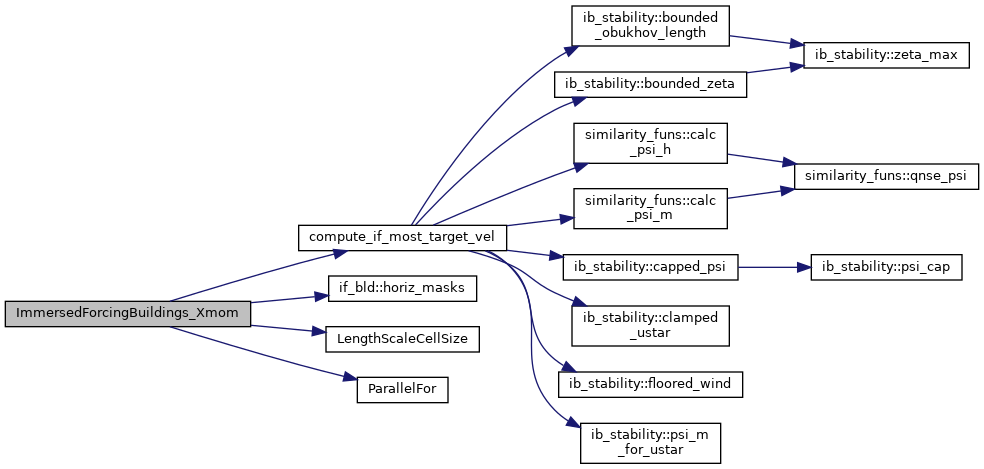 ImmersedForcingBuildings_Xmom
compute_if_most_target_vel
if_bld::horiz_masks
LengthScaleCellSize
ParallelFor
ib_stability::bounded
_obukhov_length
ib_stability::bounded_zeta
similarity_funs::calc
_psi_h
similarity_funs::calc
_psi_m
ib_stability::capped_psi
ib_stability::clamped
_ustar
ib_stability::floored_wind
ib_stability::psi_m
_for_ustar
ib_stability::zeta_max
similarity_funs::qnse_psi
ib_stability::psi_cap